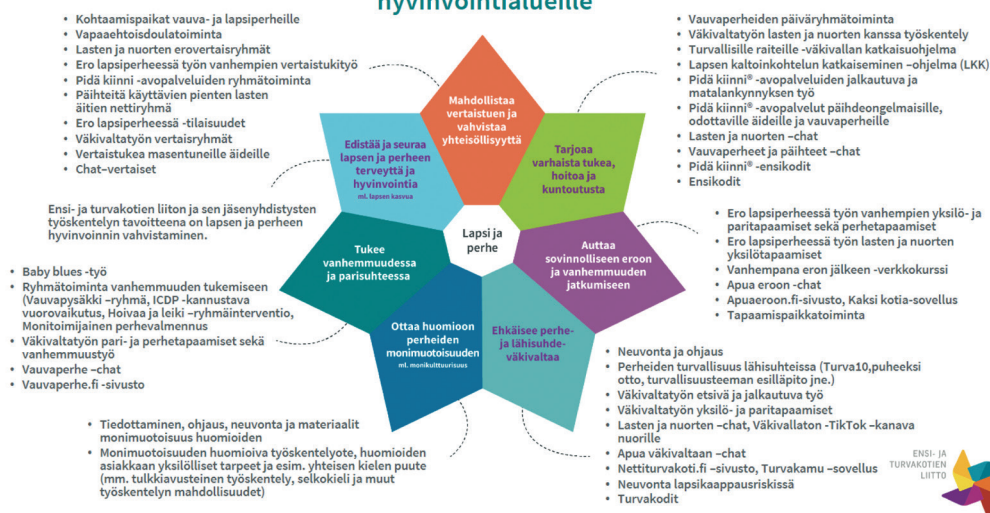 hyvinvointialueille
• Kohtaamispaikat vauva- ja lapsiperheille
• Vapaaehtoisdoulatoiminta
• Lasten ja nuorten erovertaisryhmät
• Ero lapsiperheessä työn vanhempien vertaistukityö
• Pidä kiinni -avopalveluiden ryhmätoiminta
• Päihteitä käyttävien pienten lasten
äitien nettiryhmä
• Ero lapsiperheessä -tilaisuudet
• Väkivaltatyön vertaisryhmät
• Vertaistukea masentuneille äideille
• Chat–vertaiset
Mahdollistaa
vertaistuen ja
vahvistaa
yhteisöllisyyttä
• Vauvaperheiden päiväryhmätoiminta
• Väkivaltatyön lasten ja nuorten kanssa työskentely
• Turvallisille raiteille -väkivallan katkaisuohjelma
• Lapsen kaltoinkohtelun katkaiseminen –ohjelma (LKK)
• Pidä kiinni® -avopalveluiden jalkautuva ja
matalankynnyksen työ
• Pidä kiinni® -avopalvelut päihdeongelmaisille,
odottaville äideille ja vauvaperheille
• Lasten ja nuorten –chat
• Vauvaperheet ja päihteet –chat
• Pidä kiinni® -ensikodit
• Ensikodit
Edistää ja seuraa
lapsen ja perheen
terveyttä ja
hyvinvointia
ml. lapsen kasvua
Tarjoaa
varhaista tukea,
hoitoa ja
kuntoutusta
Ensi- ja turvakotien liiton ja sen jäsenyhdistysten
työskentelyn tavoitteena on lapsen ja perheen
hyvinvoinnin vahvistaminen.
Lapsi ja
perhe
Tukee
vanhemmuudessa
ja parisuhteessa
Auttaa
sovinnolliseen eroon
ja vanhemmuuden
jatkumiseen
• Ero lapsiperheessä työn vanhempien yksilö- ja
paritapaamiset sekä perhetapaamiset
• Ero lapsiperheessä työn lasten ja nuorten
yksilötapaamiset
• Vanhempana eron jälkeen -verkkokurssi
• Apua eroon -chat
• Apuaeroon.fi-sivusto, Kaksi kotia-sovellus
• Tapaamispaikkatoiminta
• Baby blues -työ
• Ryhmätoiminta vanhemmuuden tukemiseen
(Vauvapysäkki –ryhmä, ICDP -kannustava
vuorovaikutus, Hoivaa ja leiki –ryhmäinterventio,
Monitoimijainen perhevalmennus
• Väkivaltatyön pari- ja perhetapaamiset sekä
vanhemmuustyö
• Vauvaperhe –chat
• Vauvaperhe.fi -sivusto
Ottaa huomioon
perheiden
monimuotoisuuden
ml. monikulttuurisuus
Ehkäisee perhe-
ja lähisuhde-
väkivaltaa
• Neuvonta ja ohjaus
• Perheiden turvallisuus lähisuhteissa (Turva10,puheeksi
otto, turvallisuusteeman esilläpito jne.)
• Väkivaltatyön etsivä ja jalkautuva työ
• Väkivaltatyön yksilö- ja paritapaamiset
• Lasten ja nuorten –chat, Väkivallaton -TikTok –kanava
nuorille
• Apua väkivaltaan –chat
• Nettiturvakoti.fi –sivusto, Turvakamu –sovellus
• Neuvonta lapsikaappausriskissä
• Turvakodit
• Tiedottaminen, ohjaus, neuvonta ja materiaalit
monimuotoisuus huomioiden
• Monimuotoisuuden huomioiva työskentelyote, huomioiden
asiakkaan yksilölliset tarpeet ja esim. yhteisen kielen puute
(mm. tulkkiavusteinen työskentely, selkokieli ja muut
työskentelyn mahdollisuudet)
ENSI- JA
TURVAKOTIEN
LIITTO